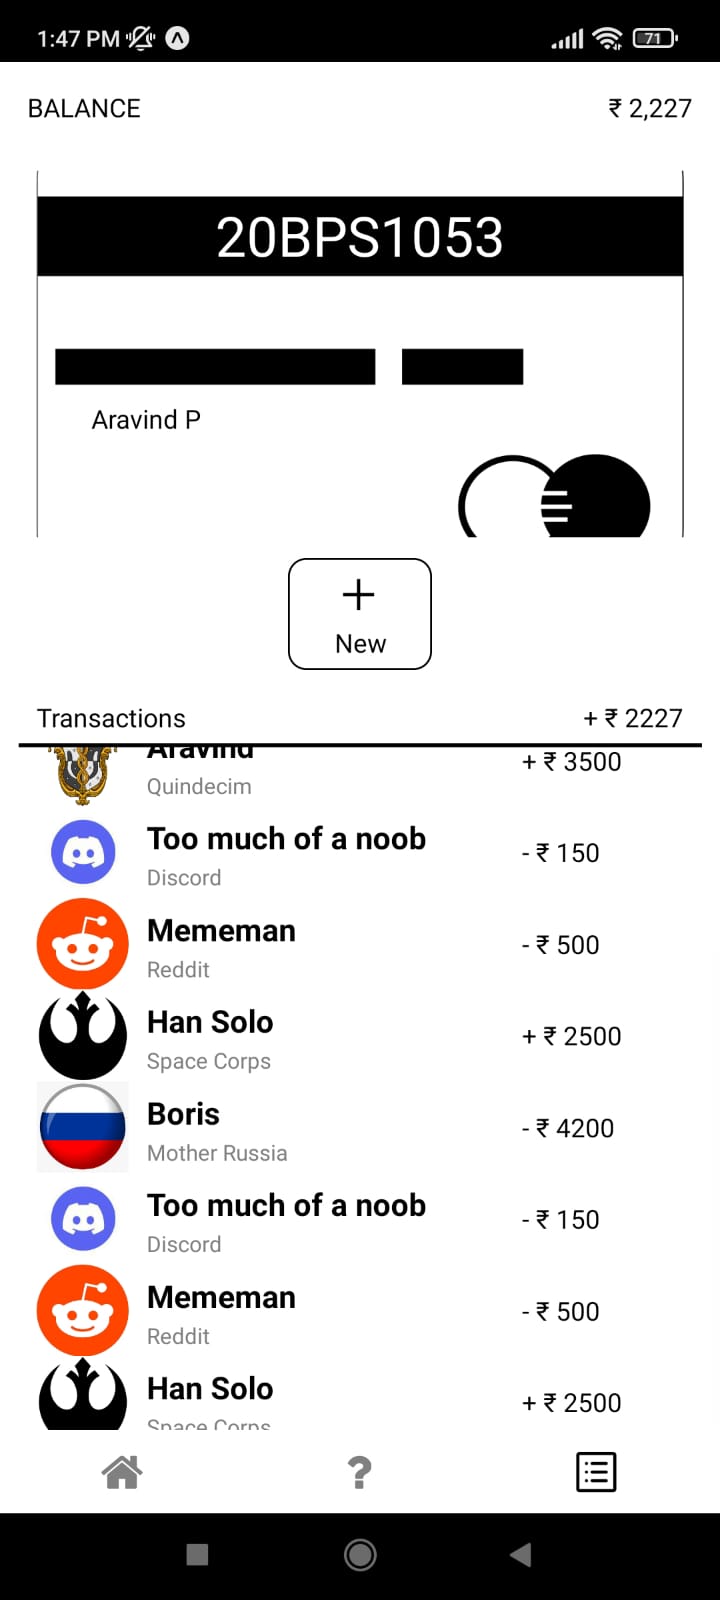 1:47 PM
71
BALANCE
₹ 2,227
20BPS1053
Aravind P
+
New
Transactions
+ ₹ 2227
Aravind
+ ₹ 3500
Quindecim
Too much of a noob
- ₹ 150
Discord
Mememan
- ₹ 500
Reddit
Han Solo
+ ₹ 2500
Space Corps
Boris
- ₹ 4200
Mother Russia
Too much of a noob
- ₹ 150
Discord
Mememan
- ₹ 500
Reddit
Han Solo
+ ₹ 2500
Space Corps
?